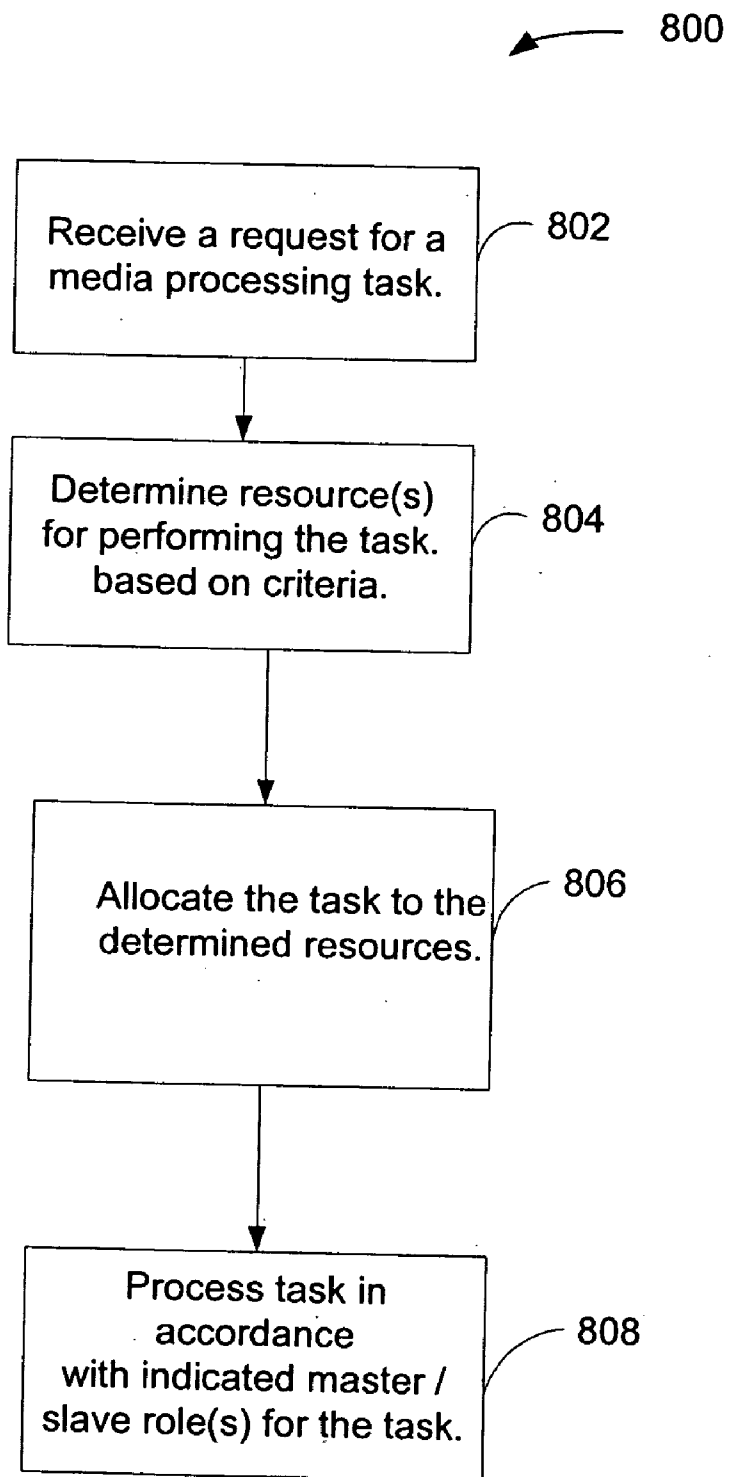 800
Receive a request for a
media processing task.
802
Determine resource(s)
for performing the task.
based on criteria.
804
Allocate the task to the
determined resources.
806
Process task in
accordance
with indicated master /
slave role(s) for the task.
808